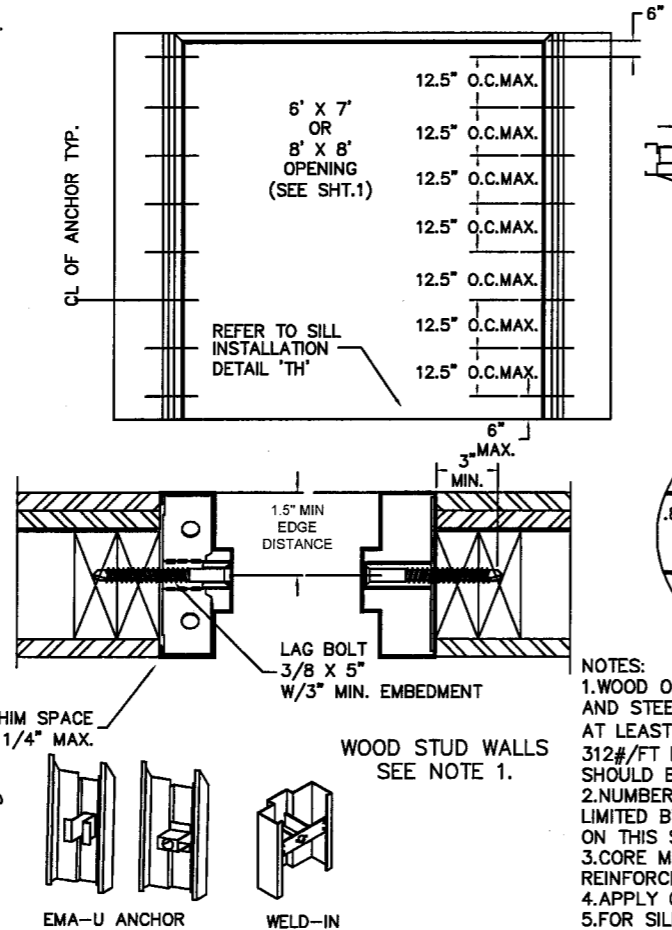 6"
12.5" O.C.MAX.
6' X 7'
OR
8' X 8'
OPENING
(SEE SHT.1)
12.5" O.C.MAX.
12.5" O.C.MAX.
12.5" O.C.MAX.
12.5" O.C.MAX.
12.5" O.C.MAX.
12.5" O.C.MAX.
CL OF ANCHOR TYP.
REFER TO SILL
INSTALLATION
DETAIL 'TH'
6"
MAX.
3"
MIN.
1.5" MIN
EDGE
DISTANCE
LAG BOLT
3/8 X 5"
W/3" MIN. EMBEDMENT
HIM SPACE
1/4" MAX.
WOOD STUD WALLS
SEE NOTE 1.
EMA-U ANCHOR
WELD-IN
NOTES:
1.WOOD O
AND STEE
AT LEAST
312#/FT
SHOULD B
2.NUMBER
LIMITED B
ON THIS S
3.CORE M
REINFORC
4.APPLY
5.FOR SIL